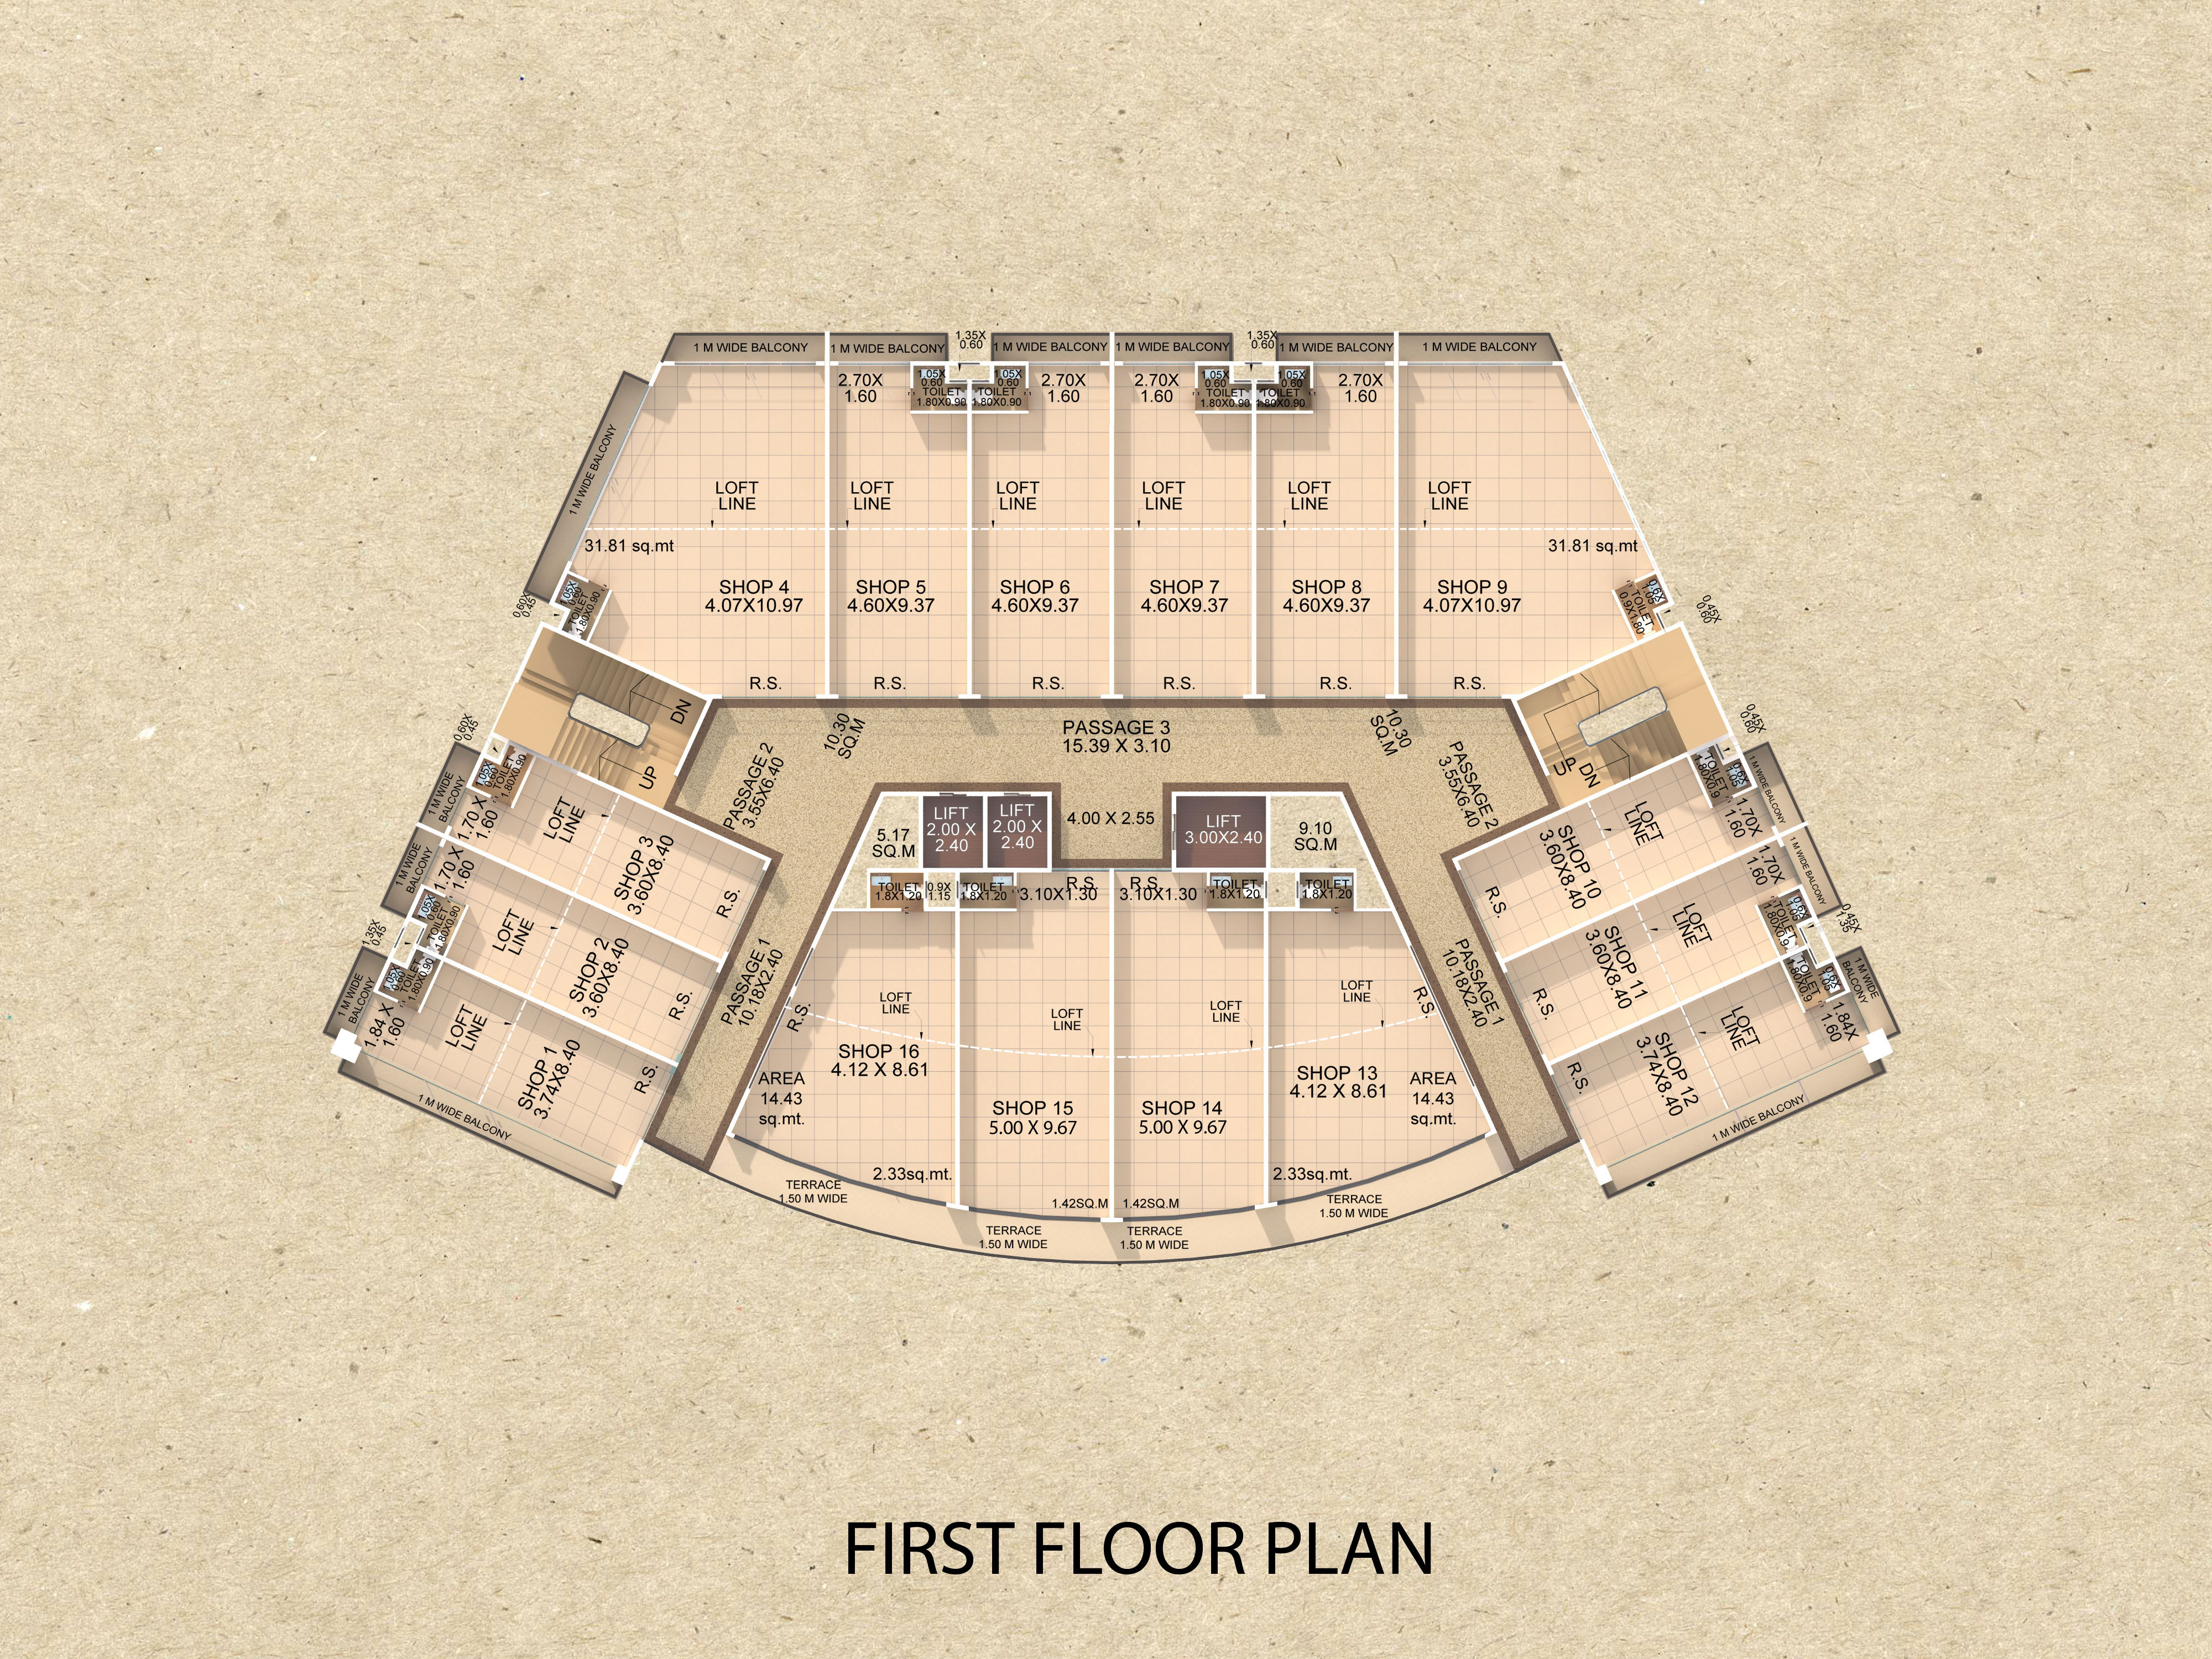 1 M WIDE BALCONY
1 M WIDE BALCONY
1.35X
0.60
1 M WIDE BALCONY
1 M WIDE BALCONY
1.35X
0.60
1 M WIDE BALCONY
1 M WIDE BALCONY
1 M WIDE BALCONY
2.70X
1.60
1.05X
0.60
TOILET
1.80X0.90
1.05X
0.60
TOILET
1.80X0.90
2.70X
1.60
2.70X
1.60
1.05X
0.60
TOILET
1.80X0.90
1.05X
0.60
TOILET
1.80X0.90
2.70X
1.60
LOFT
LINE
LOFT
LINE
LOFT
LINE
LOFT
LINE
LOFT
LINE
LOFT
LINE
31.81 sq.mt
31.81 sq.mt
0.60X
0.45
1.05X
0.60
TOILET
1.80X0.90
SHOP 4
4.07X10.97
SHOP 5
4.60X9.37
SHOP 6
4.60X9.37
SHOP 7
4.60X9.37
SHOP 8
4.60X9.37
SHOP 9
4.07X10.97
0.6X
1.05
TOILET
0.9X1.80
0.45X
0.60
R.S.
R.S.
R.S.
R.S.
R.S.
R.S.
DN
UP
UP
DN
PASSAGE 3
15.39 X 3.10
10.30
SQ.M
10.30
SQ.M
PASSAGE 2
3.55X6.40
PASSAGE 2
3.55X6.40
0.60X
0.45
0.45X
0.60
1 M WIDE
BALCONY
1.05X
0.60
TOILET
1.80X0.90
1.70 X
1.60
LOFT
LINE
SHOP 3
3.60X8.40
R.S.
5.17
SQ.M
LIFT
2.00 X
2.40
LIFT
2.00 X
2.40
4.00 X 2.55
LIFT
3.00X2.40
9.10
SQ.M
TOILET
1.8X1.20
0.9X
1.15
TOILET
1.8X1.20
R.S.
3.10X1.30
R.S.
3.10X1.30
TOILET
1.8X1.20
TOILET
1.8X1.20
SHOP 10
3.60X8.40
LOFT
LINE
R.S.
TOILET
1.80X0.9
0.6X
1.05
1.70X
1.60
1 M WIDE BALCONY
1 M WIDE
BALCONY
1.70 X
1.60
1.05X
0.60
TOILET
1.80X0.90
LOFT
LINE
SHOP 2
3.60X8.40
R.S.
SHOP 11
3.60X8.40
LOFT
LINE
R.S.
1.70X
1.60
0.6X
1.05
TOILET
1.80X0.9
1 M WIDE BALCONY
1.35X
0.45
0.45X
1.35
1 M WIDE
BALCONY
1.05X
0.60
TOILET
1.80X0.90
1.84 X
1.60
LOFT
LINE
SHOP 1
3.74X8.40
R.S.
1 M WIDE BALCONY
PASSAGE 1
10.18X2.40
PASSAGE 1
10.18X2.40
R.S.
LOFT
LINE
LOFT
LINE
LOFT
LINE
LOFT
LINE
R.S.
SHOP 16
4.12 X 8.61
AREA
14.43
sq.mt.
SHOP 15
5.00 X 9.67
SHOP 14
5.00 X 9.67
SHOP 13
4.12 X 8.61
AREA
14.43
sq.mt.
SHOP 12
3.74X8.40
LOFT
LINE
R.S.
TOILET
1.80X0.9
0.6X
1.05
1.84X
1.60
1 M WIDE
BALCONY
1 M WIDE BALCONY
2.33sq.mt.
2.33sq.mt.
1.42SQ.M
1.42SQ.M
TERRACE
1.50 M WIDE
TERRACE
1.50 M WIDE
TERRACE
1.50 M WIDE
TERRACE
1.50 M WIDE
FIRST FLOOR PLAN